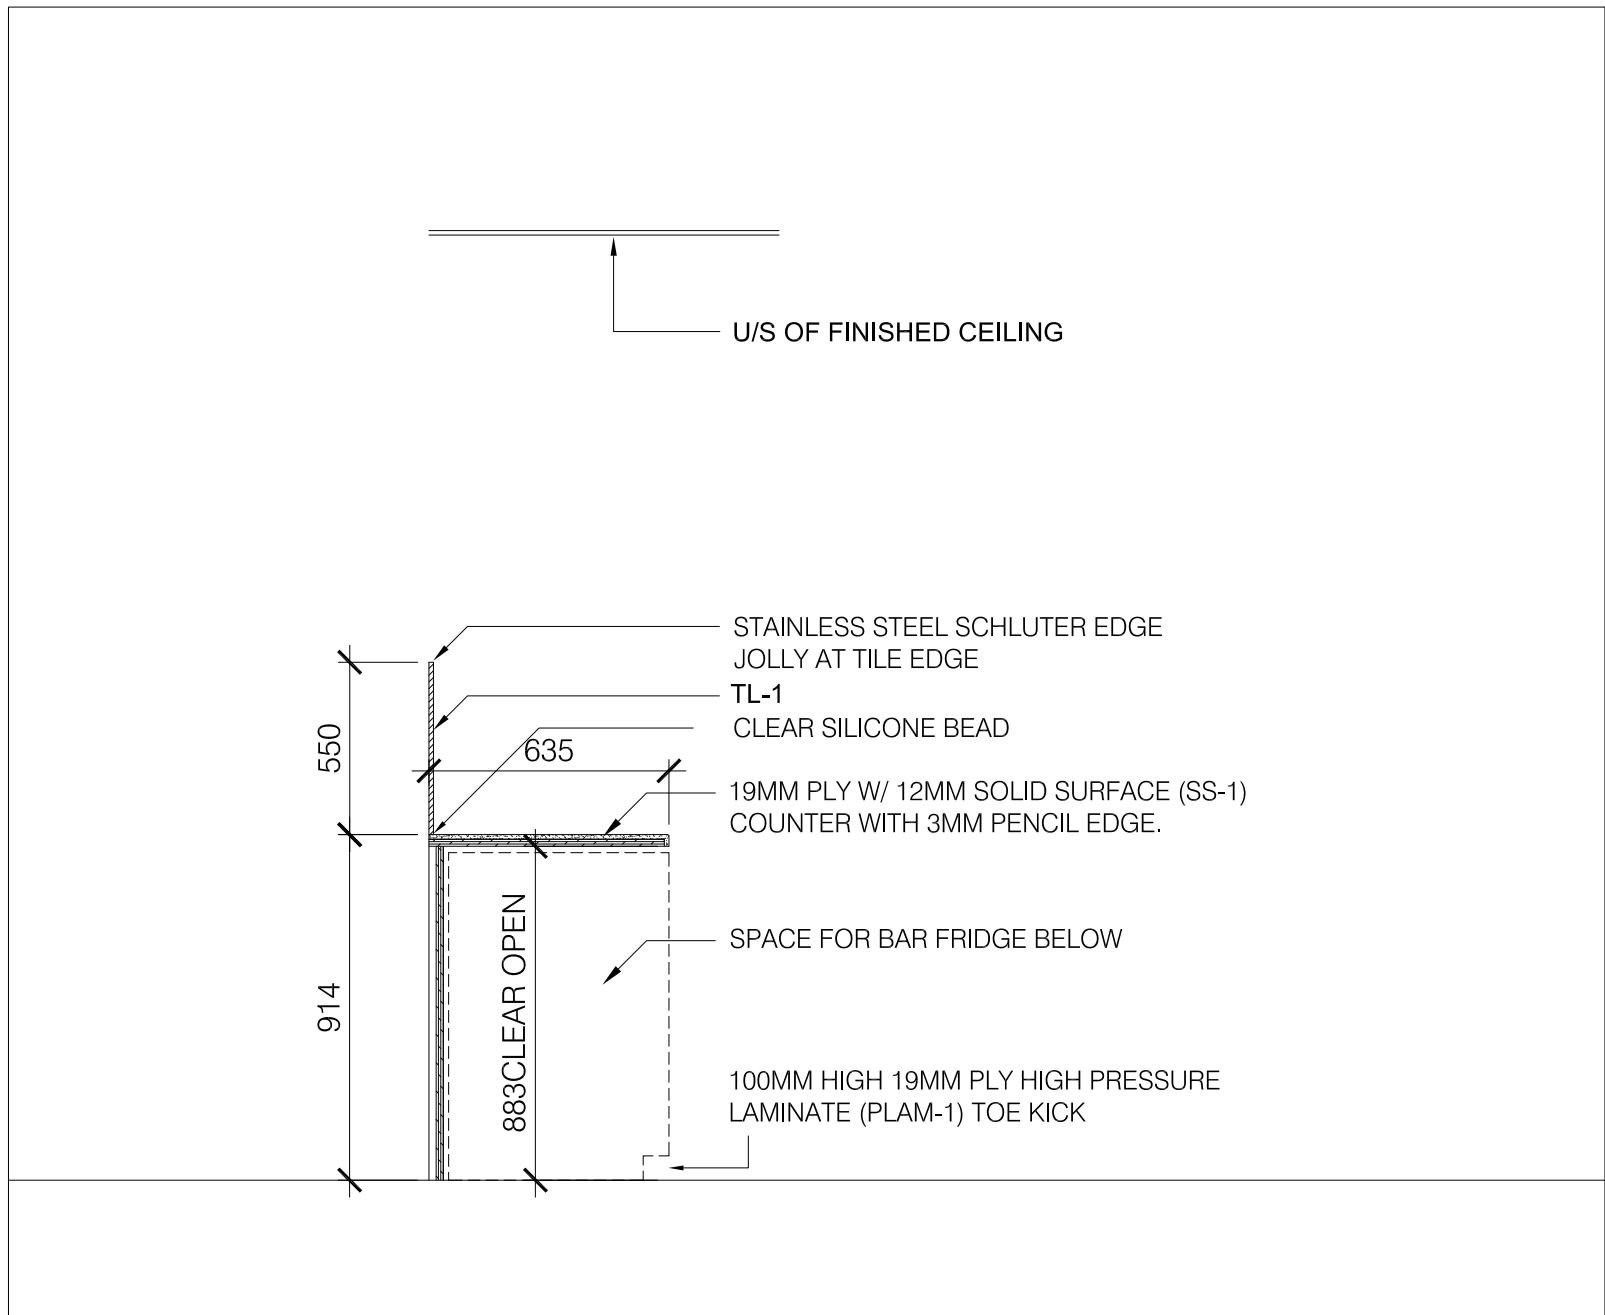 U/S OF FINISHED CEILING
STAINLESS STEEL SCHLUTER EDGE
JOLLY AT TILE EDGE
TL-1
CLEAR SILICONE BEAD
550
635
19MM PLY W/ 12MM SOLID SURFACE (SS-1)
COUNTER WITH 3MM PENCIL EDGE.
914
883CLEAR OPEN
SPACE FOR BAR FRIDGE BELOW
100MM HIGH 19MM PLY HIGH PRESSURE
LAMINATE (PLAM-1) TOE KICK